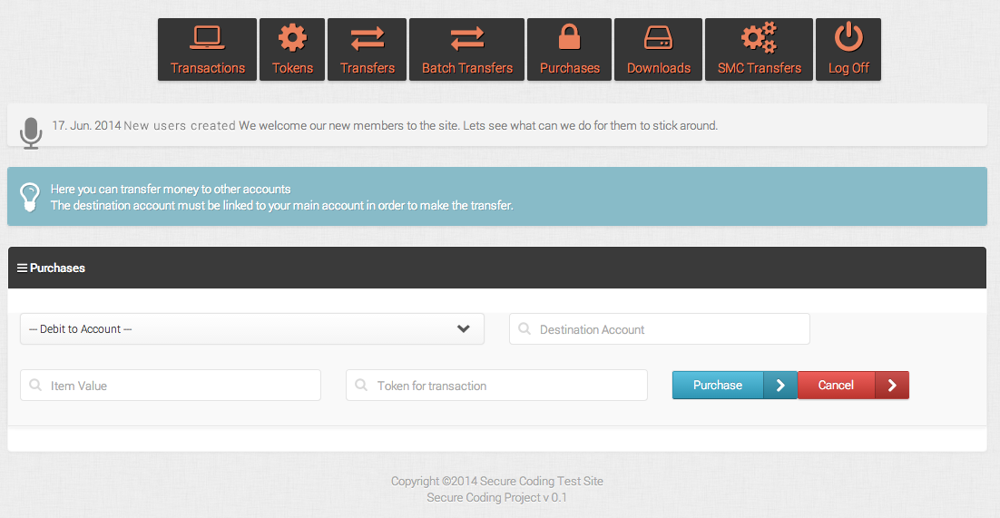 Transactions Tokens Transfers Batch Transfers Purchases Downloads SMC Transfers Log Off
17. Jun. 2014 New users created We welcome our new members to the site. Lets see what can we do for them to stick around.
Here you can transfer money to other accounts
The destination account must be linked to your main account in order to make the transfer.
Purchases
--- Debit to Account --- Destination Account
Item Value Token for transaction Purchase Cancel
Copyright ©2014 Secure Coding Test Site
Secure Coding Project v 0.1